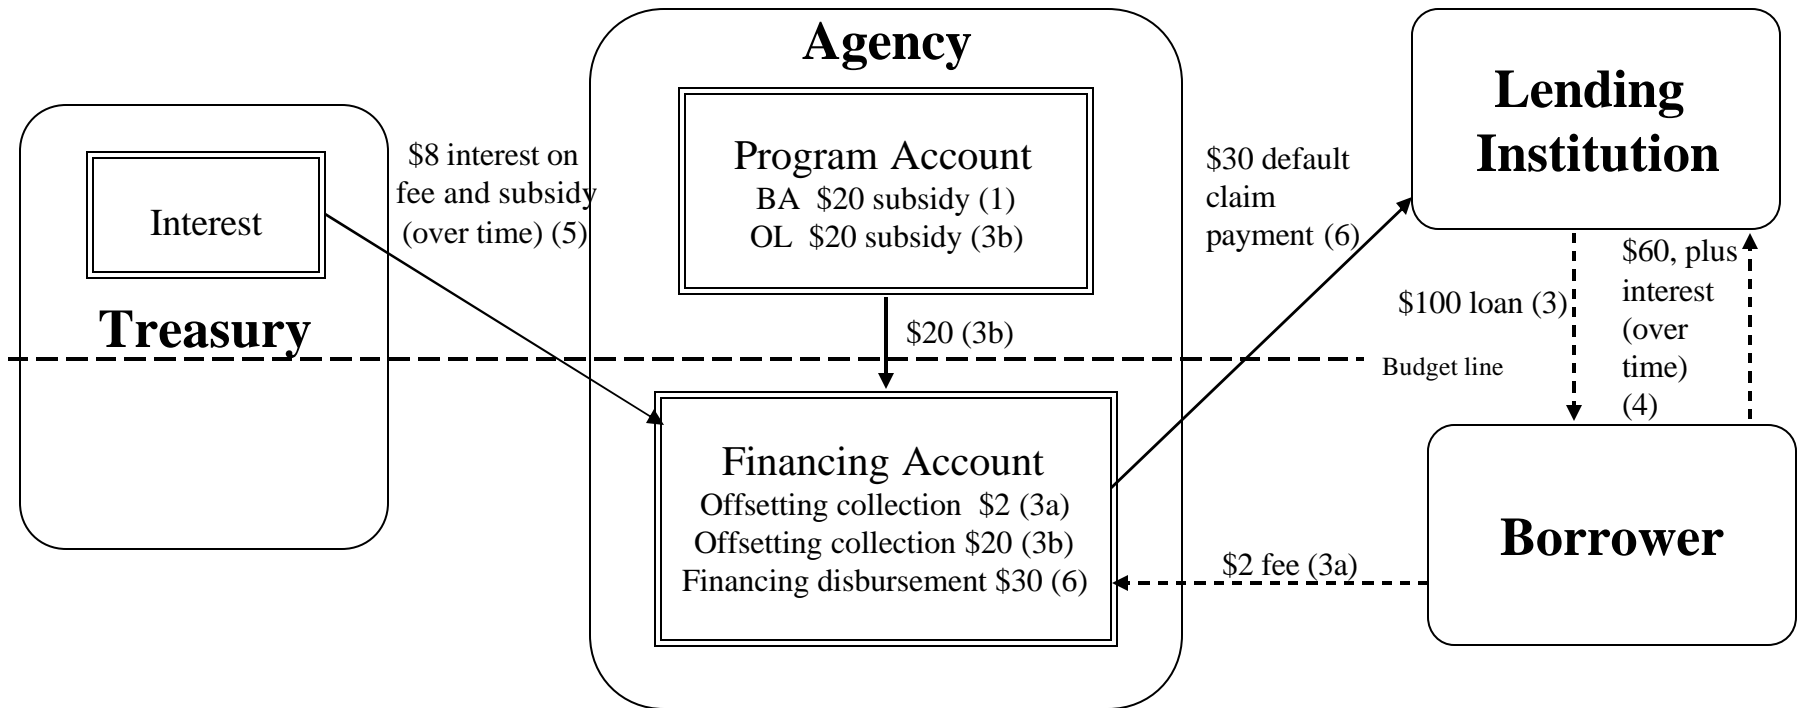 Agency
Lending
Institution
Program Account
BA  $20 subsidy (1)
OL  $20 subsidy (3b)
$8 interest on
fee and subsidy
(over time) (5)
Interest
Treasury
$30 default
claim
payment (6)
$60, plus
interest
(over
time)
(4)
$100 loan (3)
$20 (3b)
Budget line
Financing Account
Offsetting collection  $2 (3a)
Offsetting collection $20 (3b)
Financing disbursement $30 (6)
Borrower
$2 fee (3a)